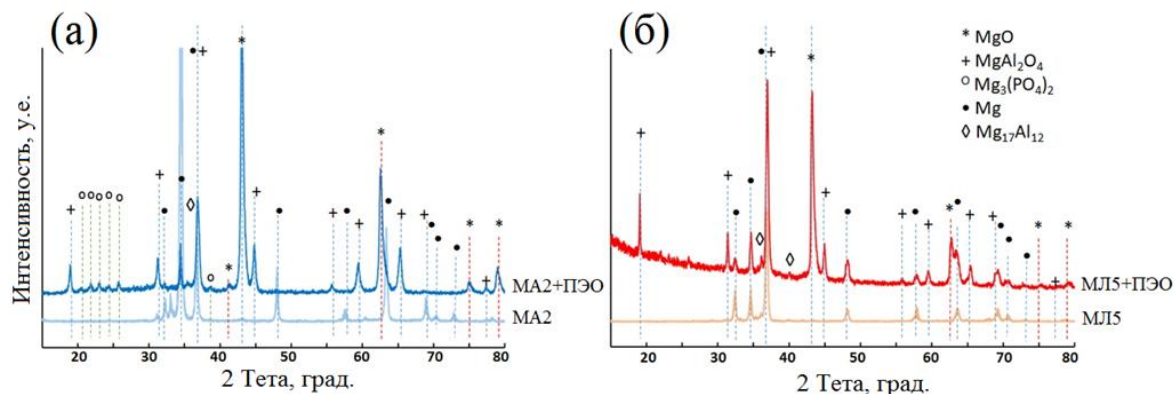 (а)
Интенсивность, у.е.
МА2+ПЭО
МА2
20 30 40 50 60 70 80
2 Тета, град.
(б)
* MgO
+ MgAl₂O₄
o Mg₃(PO₄)₂
● Mg
◊ Mg₁₇Al₁₂
МЛ5+ПЭО
МЛ5
20 30 40 50 60 70 80
2 Тета, град.